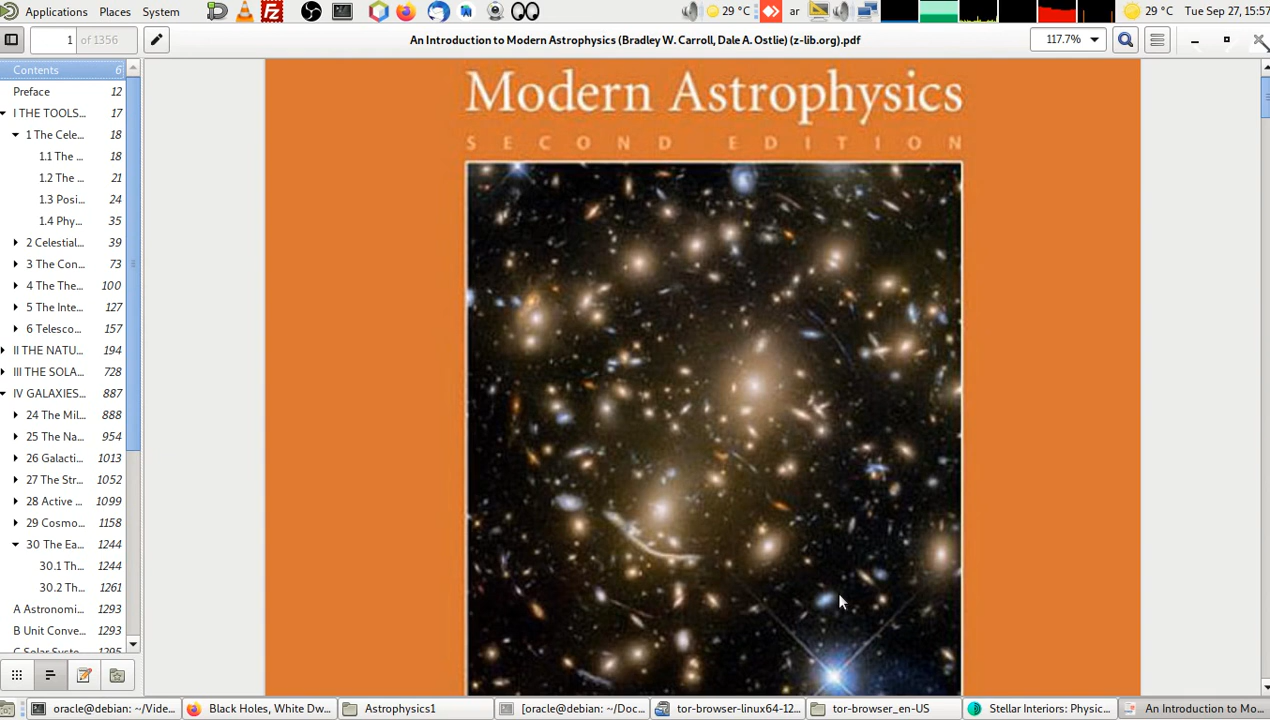 Applications Places System
29 °C ar 29 °C Tue Sep 27, 15:57
1 of 1356 An Introduction to Modern Astrophysics (Bradley W. Carroll, Dale A. Ostlie) (z-lib.org).pdf 117.7%
Contents 6
Preface 12
I THE TOOLS... 17
1 The Cele... 18
1.1 The ... 18
1.2 The ... 21
1.3 Posi... 24
1.4 Phy... 35
2 Celestial... 39
3 The Con... 73
4 The The... 100
5 The Inte... 127
6 Telesco... 157
II THE NATU... 194
III THE SOLA... 728
IV GALAXIES... 887
24 The Mil... 888
25 The Na... 954
26 Galacti... 1013
27 The Str... 1052
28 Active ... 1099
29 Cosmo... 1158
30 The Ea... 1244
30.1 Th... 1244
30.2 Th... 1261
A Astronomi... 1293
B Unit Conve... 1294
C Solar Syste... 1295
Modern Astrophysics
SECOND EDITION
oracle@debian: ~/Vide... Black Holes, White Dw... Astrophysics1 [oracle@debian: ~/Doc... tor-browser-linux64-12... tor-browser_en-US Stellar Interiors: Physic... An Introduction to Mo...